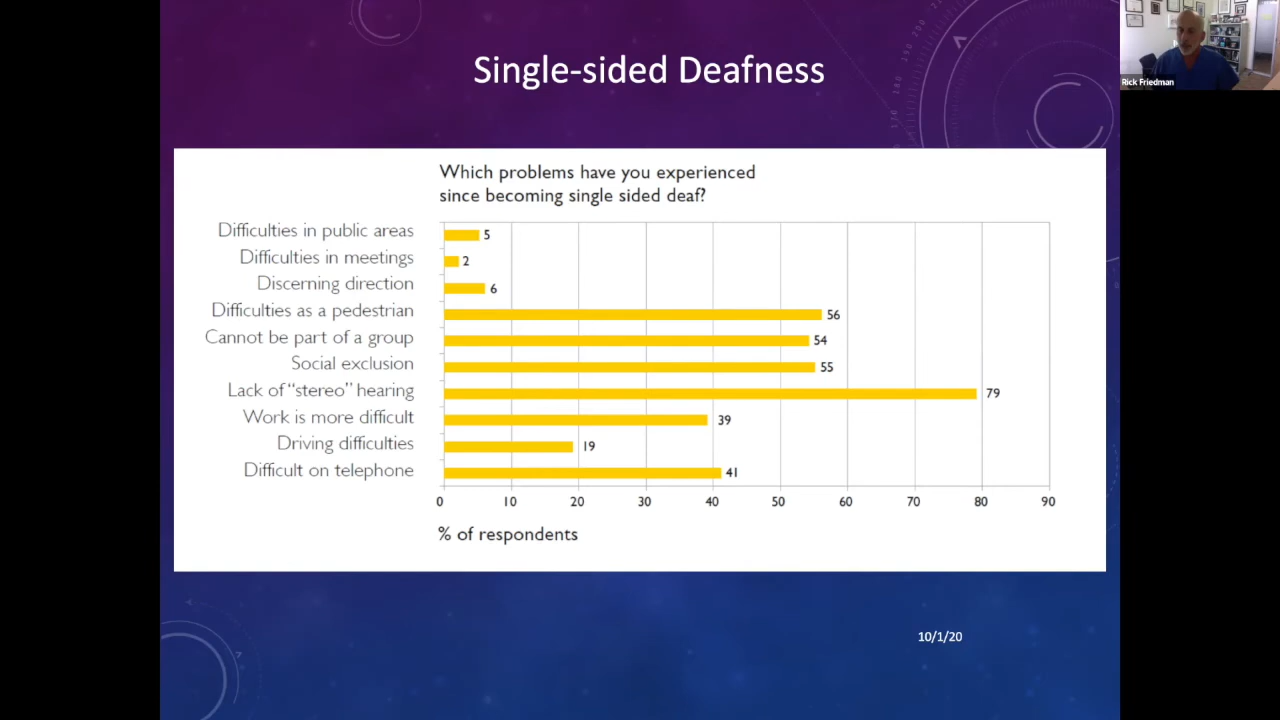 Single-sided Deafness
Rick Friedman
Which problems have you experienced
since becoming single sided deaf?
Difficulties in public areas 5
Difficulties in meetings 2
Discerning direction 6
Difficulties as a pedestrian 56
Cannot be part of a group 54
Social exclusion 55
Lack of “stereo” hearing 79
Work is more difficult 39
Driving difficulties 19
Difficult on telephone 41
0 10 20 30 40 50 60 70 80 90
% of respondents
10/1/20